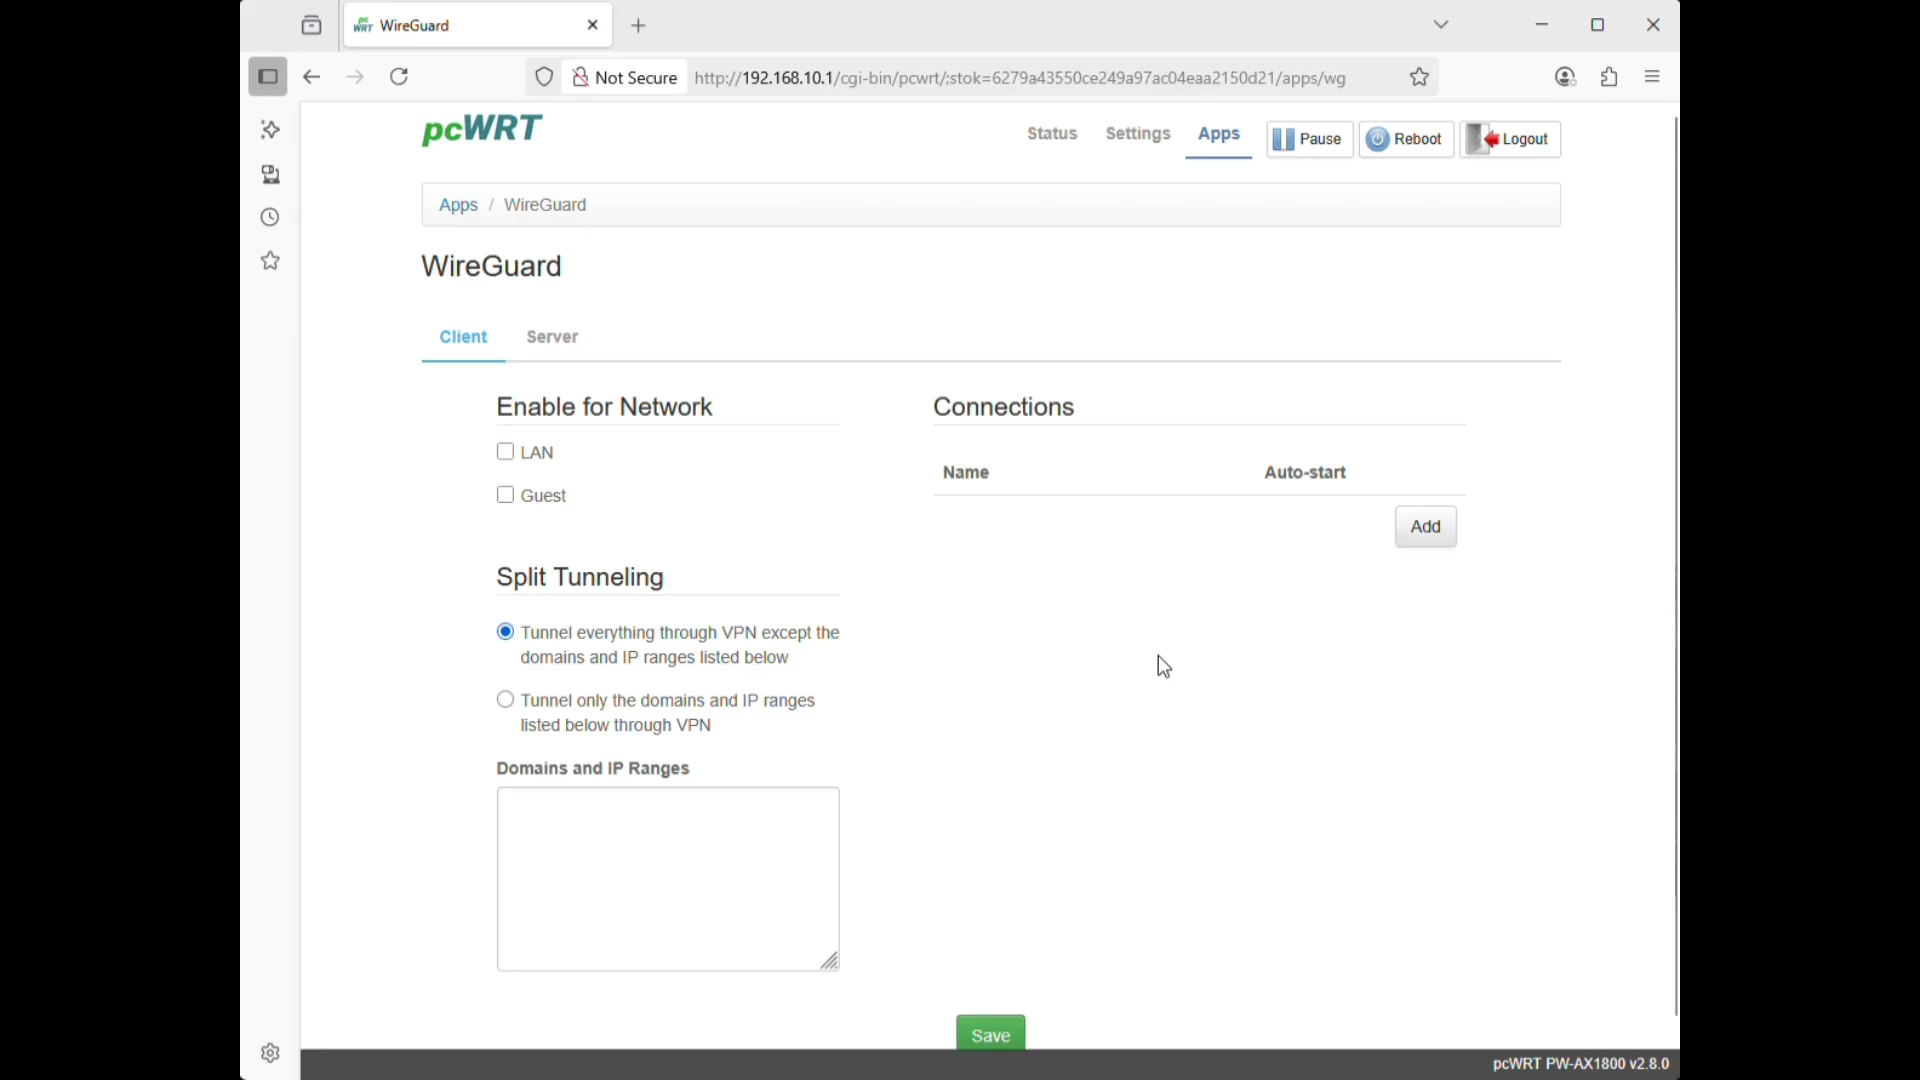 WRT WireGuard
Not Secure http://192.168.10.1/cgi-bin/pcwrt/;stok=6279a43550ce249a97ac04eaa2150d21/apps/wg
pcWRT
Status Settings Apps Pause Reboot Logout
Apps / WireGuard
WireGuard
Client Server
Enable for Network
LAN
Guest
Split Tunneling
Tunnel everything through VPN except the
domains and IP ranges listed below
Tunnel only the domains and IP ranges
listed below through VPN
Domains and IP Ranges
Connections
Name Auto-start
Add
Save
pcWRT PW-AX1800 v2.8.0